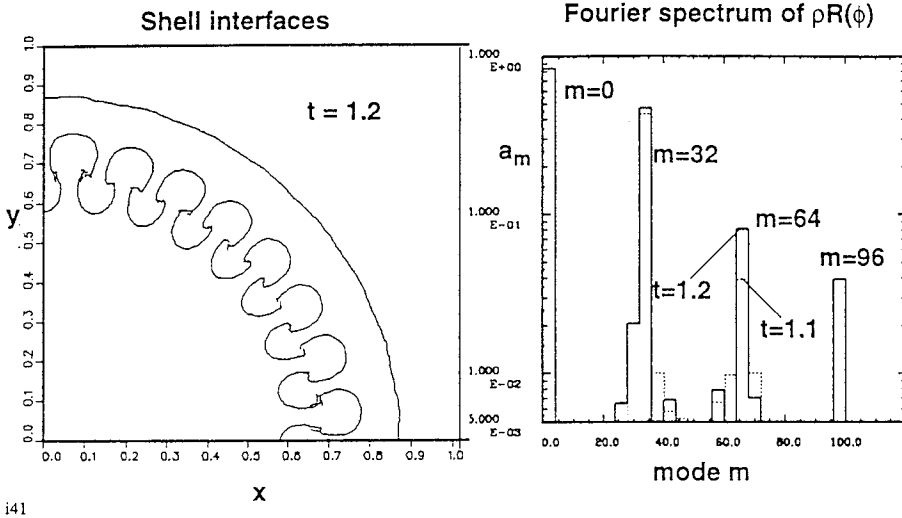 Shell interfaces
Fourier spectrum of ρR(ϕ)
t = 1.2
y
x
0.0 0.1 0.2 0.3 0.4 0.5 0.6 0.7 0.8 0.9 1.0
0.0 0.1 0.2 0.3 0.4 0.5 0.6 0.7 0.8 0.9 1.0
1.000
E+00
1.000
E-01
1.000
E-02
5.000
E-03
a_m
m=0
m=32
m=64
m=96
t=1.2
t=1.1
0.0 20.0 40.0 60.0 80.0 100.0
mode m
i41